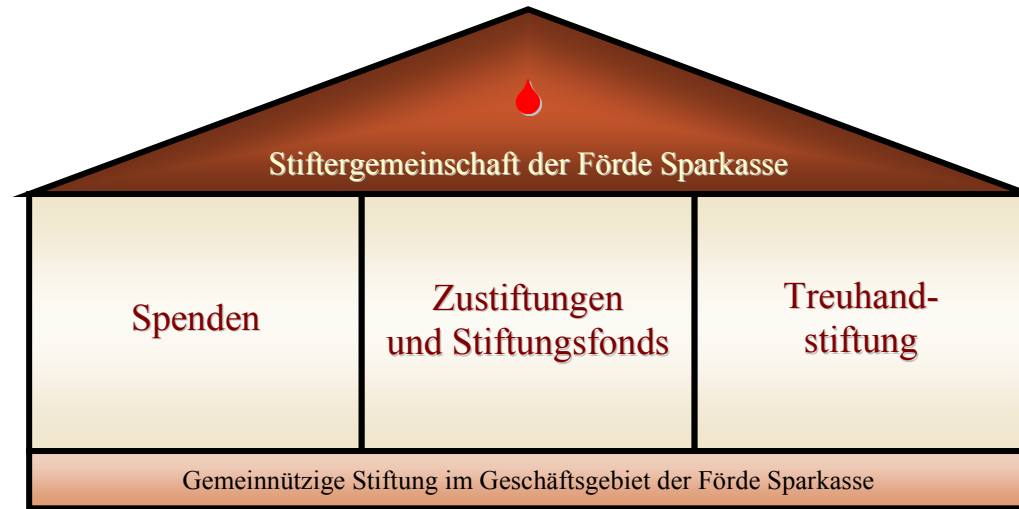 Stiftergemeinschaft der Förde Sparkasse
Spenden
Zustiftungen
und Stiftungsfonds
Treuhand-
stiftung
Gemeinnützige Stiftung im Geschäftsgebiet der Förde Sparkasse